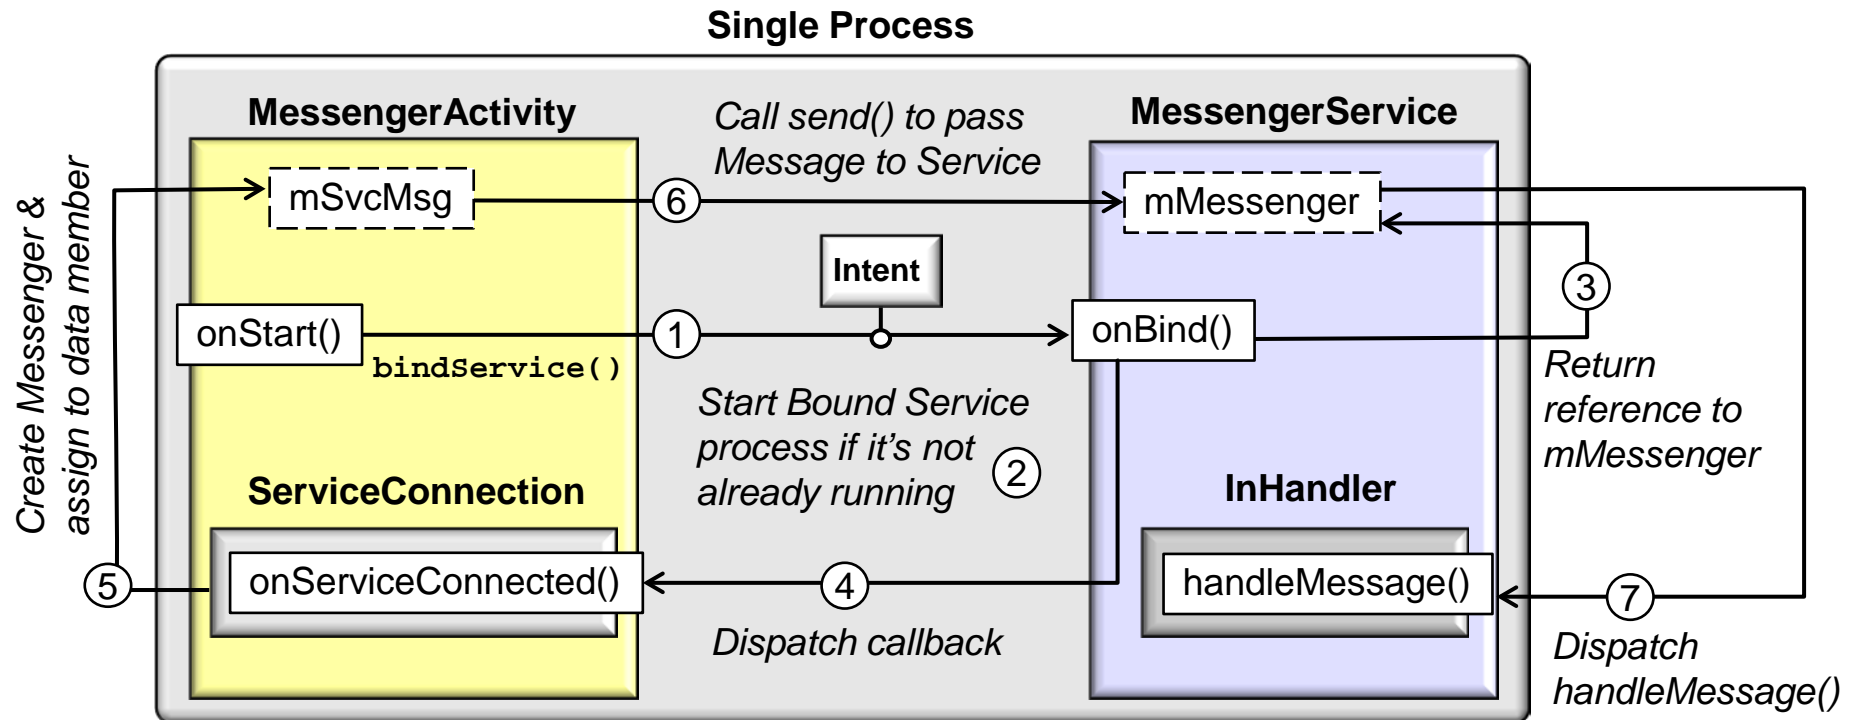 Single Process
MessengerActivity
MessengerService
Call send() to pass
Message to Service
mSvcMsg
6
mMessenger
Create Messenger &
assign to data member
Intent
3
onStart()
1
onBind()
bindService()
Return
reference to
mMessenger
Start Bound Service
process if it's not
already running
2
ServiceConnection
InHandler
5
onServiceConnected()
4
handleMessage()
7
Dispatch callback
Dispatch
handleMessage()